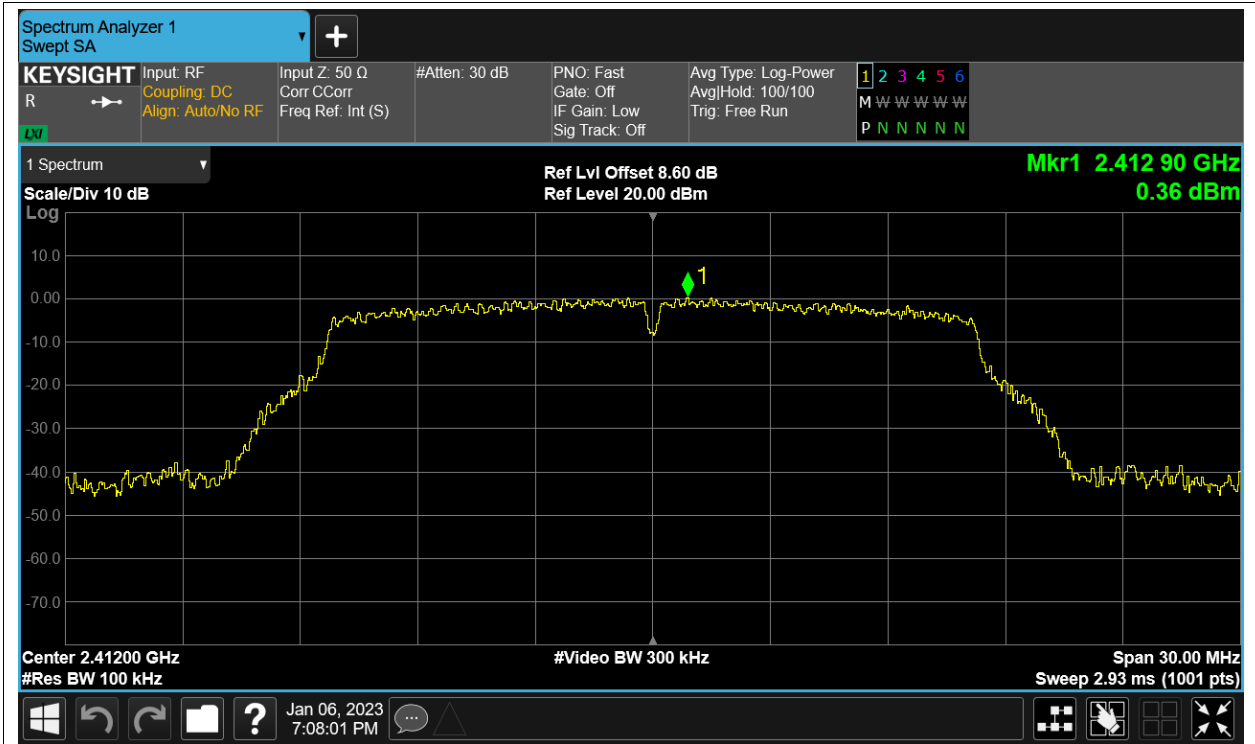 Spectrum Analyzer 1
Swept SA
KEYSIGHT
R
LXI
Input: RF
Coupling: DC
Align: Auto/No RF
Input Z: 50 Ω
Corr CCorr
Freq Ref: Int (S)
#Atten: 30 dB
PNO: Fast
Gate: Off
IF Gain: Low
Sig Track: Off
Avg Type: Log-Power
Avg|Hold: 100/100
Trig: Free Run
1 2 3 4 5 6
M W W W W W
P N N N N N
1 Spectrum
Scale/Div 10 dB
Log
Ref Lvl Offset 8.60 dB
Ref Level 20.00 dBm
Mkr1 2.412 90 GHz
0.36 dBm
10.0
0.00
-10.0
-20.0
-30.0
-40.0
-50.0
-60.0
-70.0
1
Center 2.41200 GHz
#Res BW 100 kHz
#Video BW 300 kHz
Span 30.00 MHz
Sweep 2.93 ms (1001 pts)
?
Jan 06, 2023
7:08:01 PM